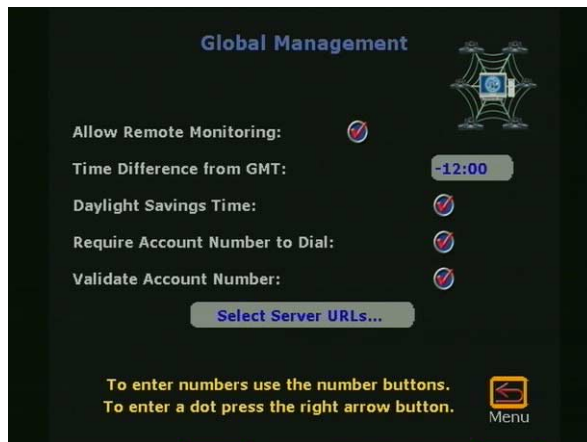 Global Management
Allow Remote Monitoring:
Time Difference from GMT: -12:00
Daylight Savings Time:
Require Account Number to Dial:
Validate Account Number:
Select Server URLs...
To enter numbers use the number buttons.
To enter a dot press the right arrow button.
Menu